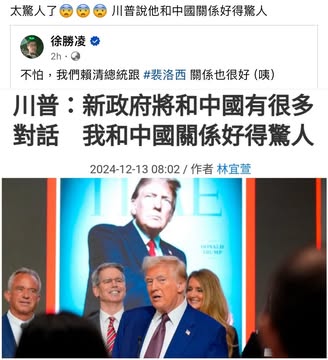 太驚人了😨😨😨 川普說他和中國關係好得驚人
徐勝凌
2h
不怕，我們賴清總統跟 #裴洛西 關係也很好 (咦)
川普：新政府將和中國有很多
對話　我和中國關係好得驚人
2024-12-13 08:02 / 作者 林宜萱
TIME
DONALD
TRUMP